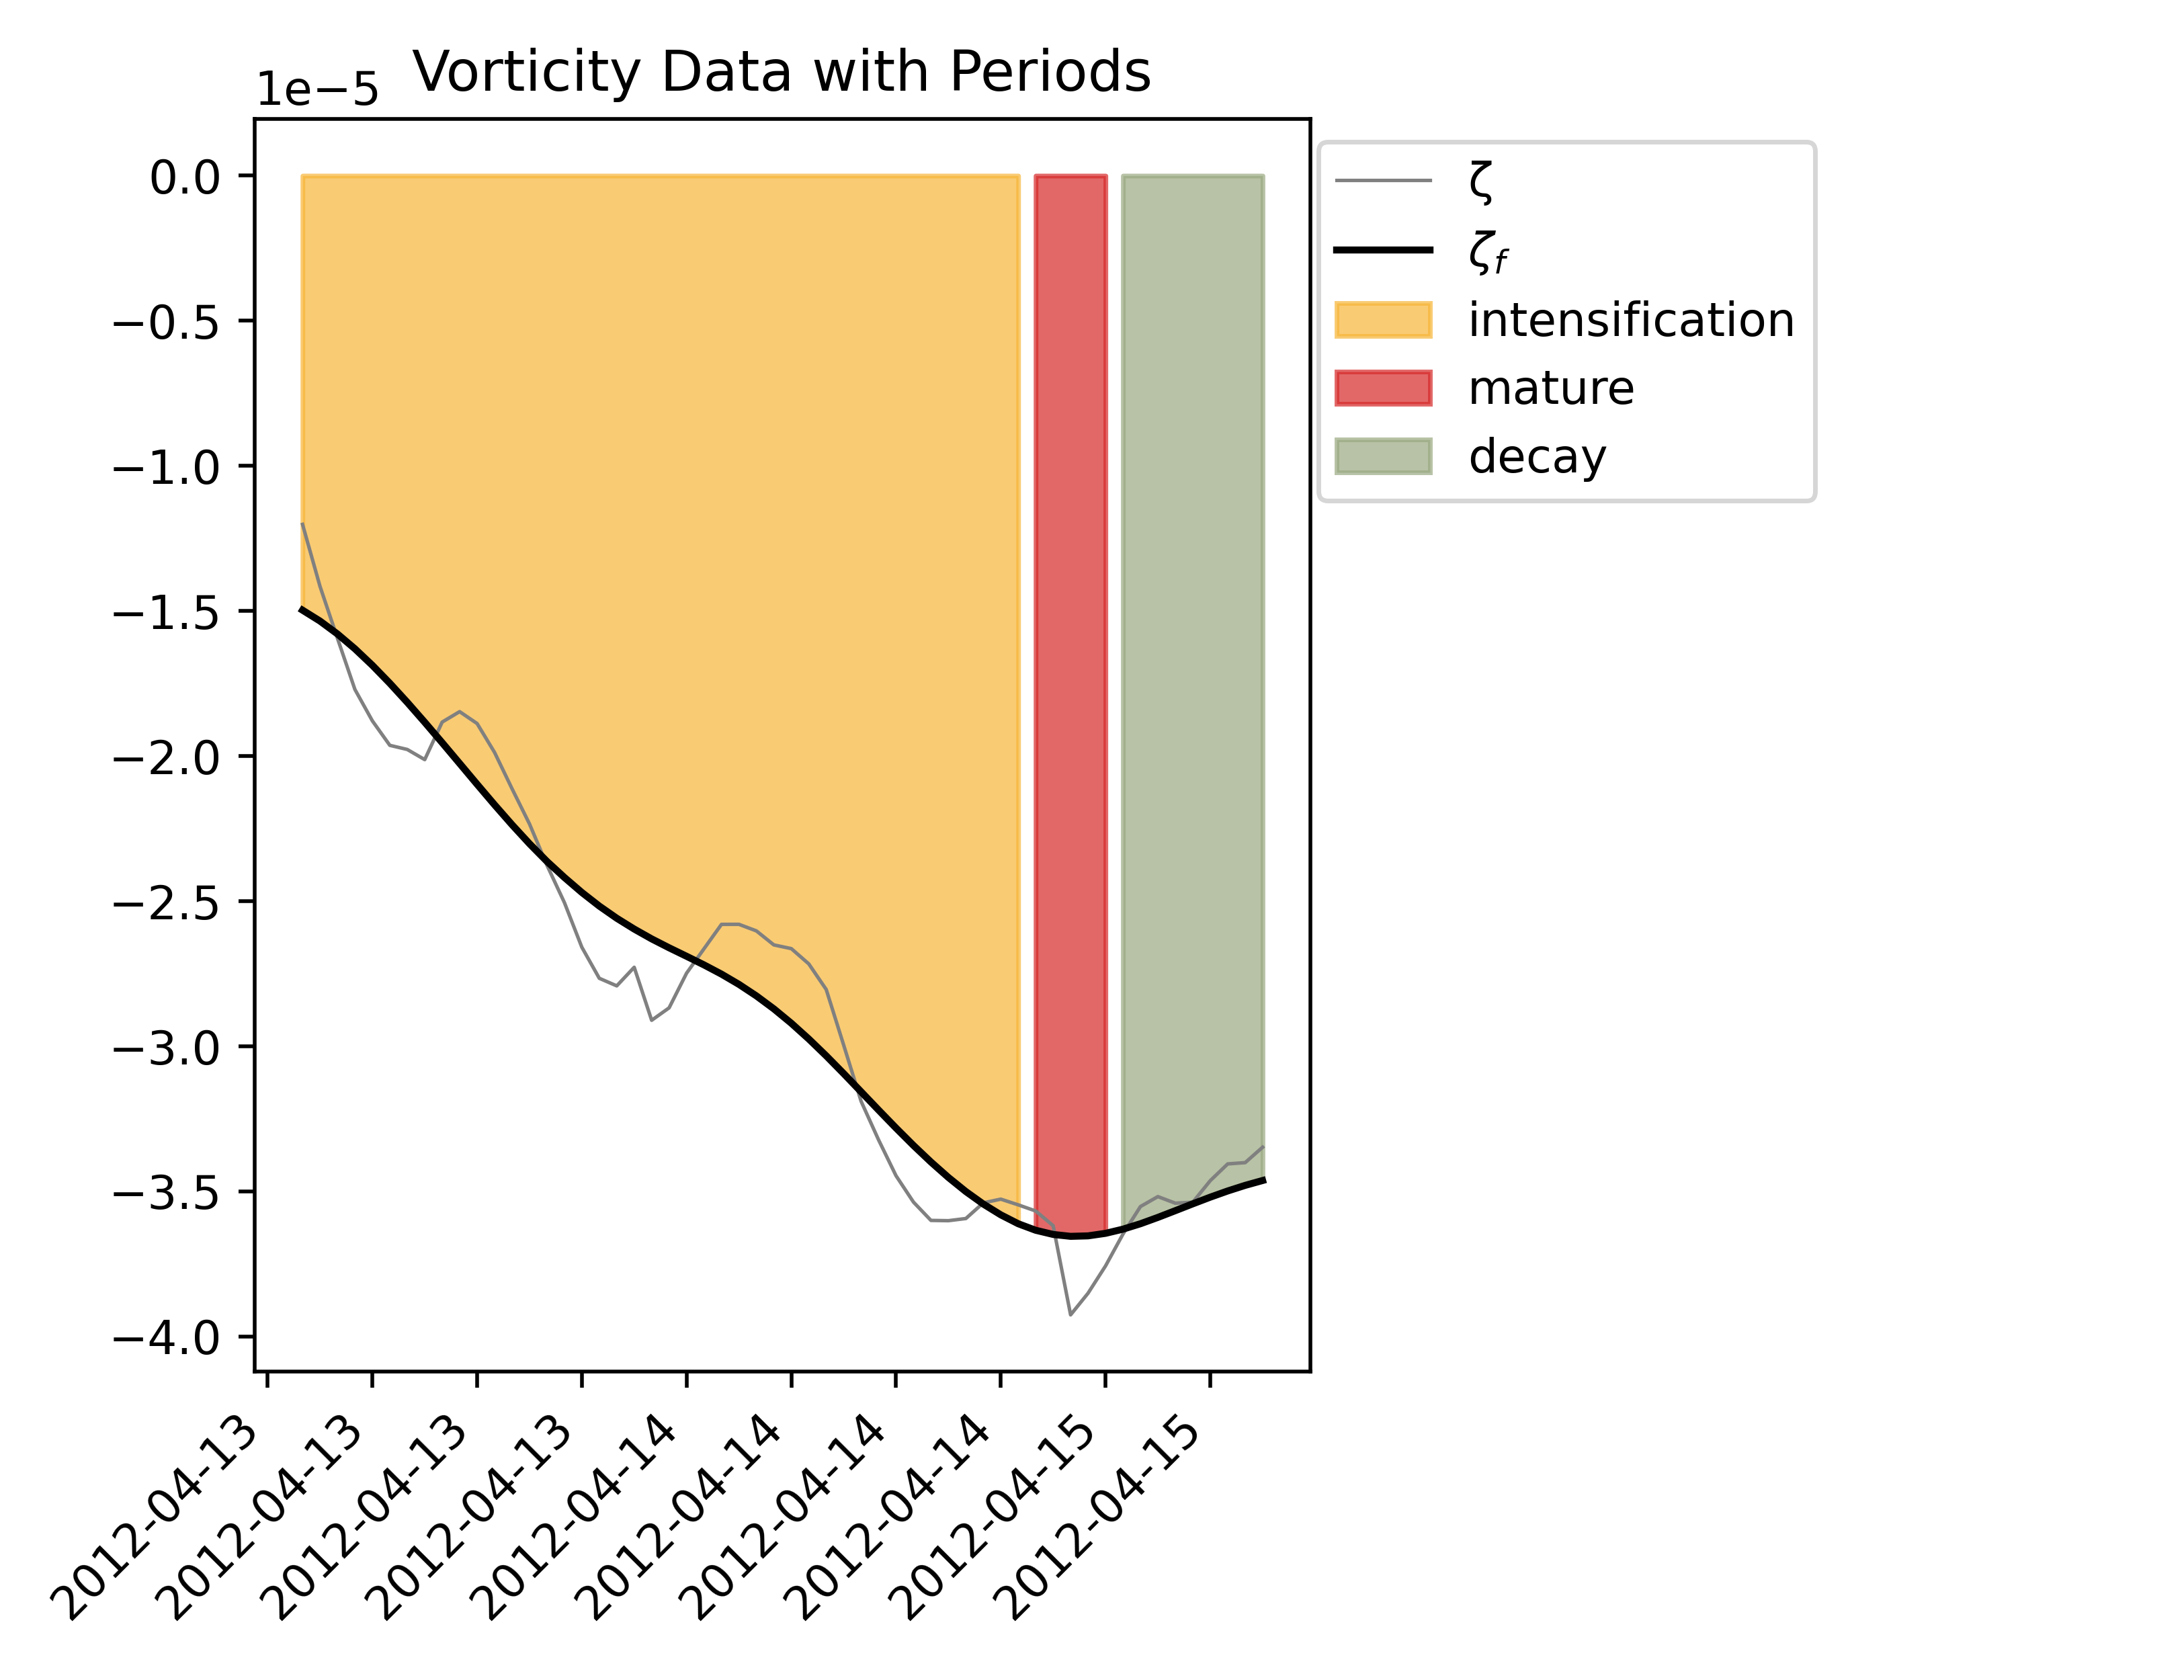 Vorticity Data with Periods
1e−5
0.0
−0.5
−1.0
−1.5
−2.0
−2.5
−3.0
−3.5
−4.0
2012-04-13
2012-04-13
2012-04-13
2012-04-13
2012-04-14
2012-04-14
2012-04-14
2012-04-14
2012-04-15
2012-04-15
ζ
ζf
intensification
mature
decay